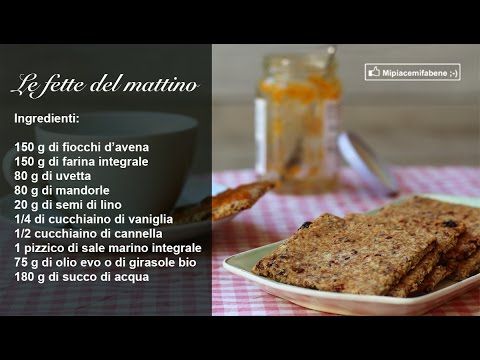 Le fette del mattino
Mipiacemifabene ;-)
Ingredienti:
150 g di fiocchi d'avena
150 g di farina integrale
80 g di uvetta
80 g di mandorle
20 g di semi di lino
1/4 di cucchiaino di vaniglia
1/2 cucchiaino di cannella
1 pizzico di sale marino integrale
75 g di olio evo o di girasole bio
180 g di succo di acqua